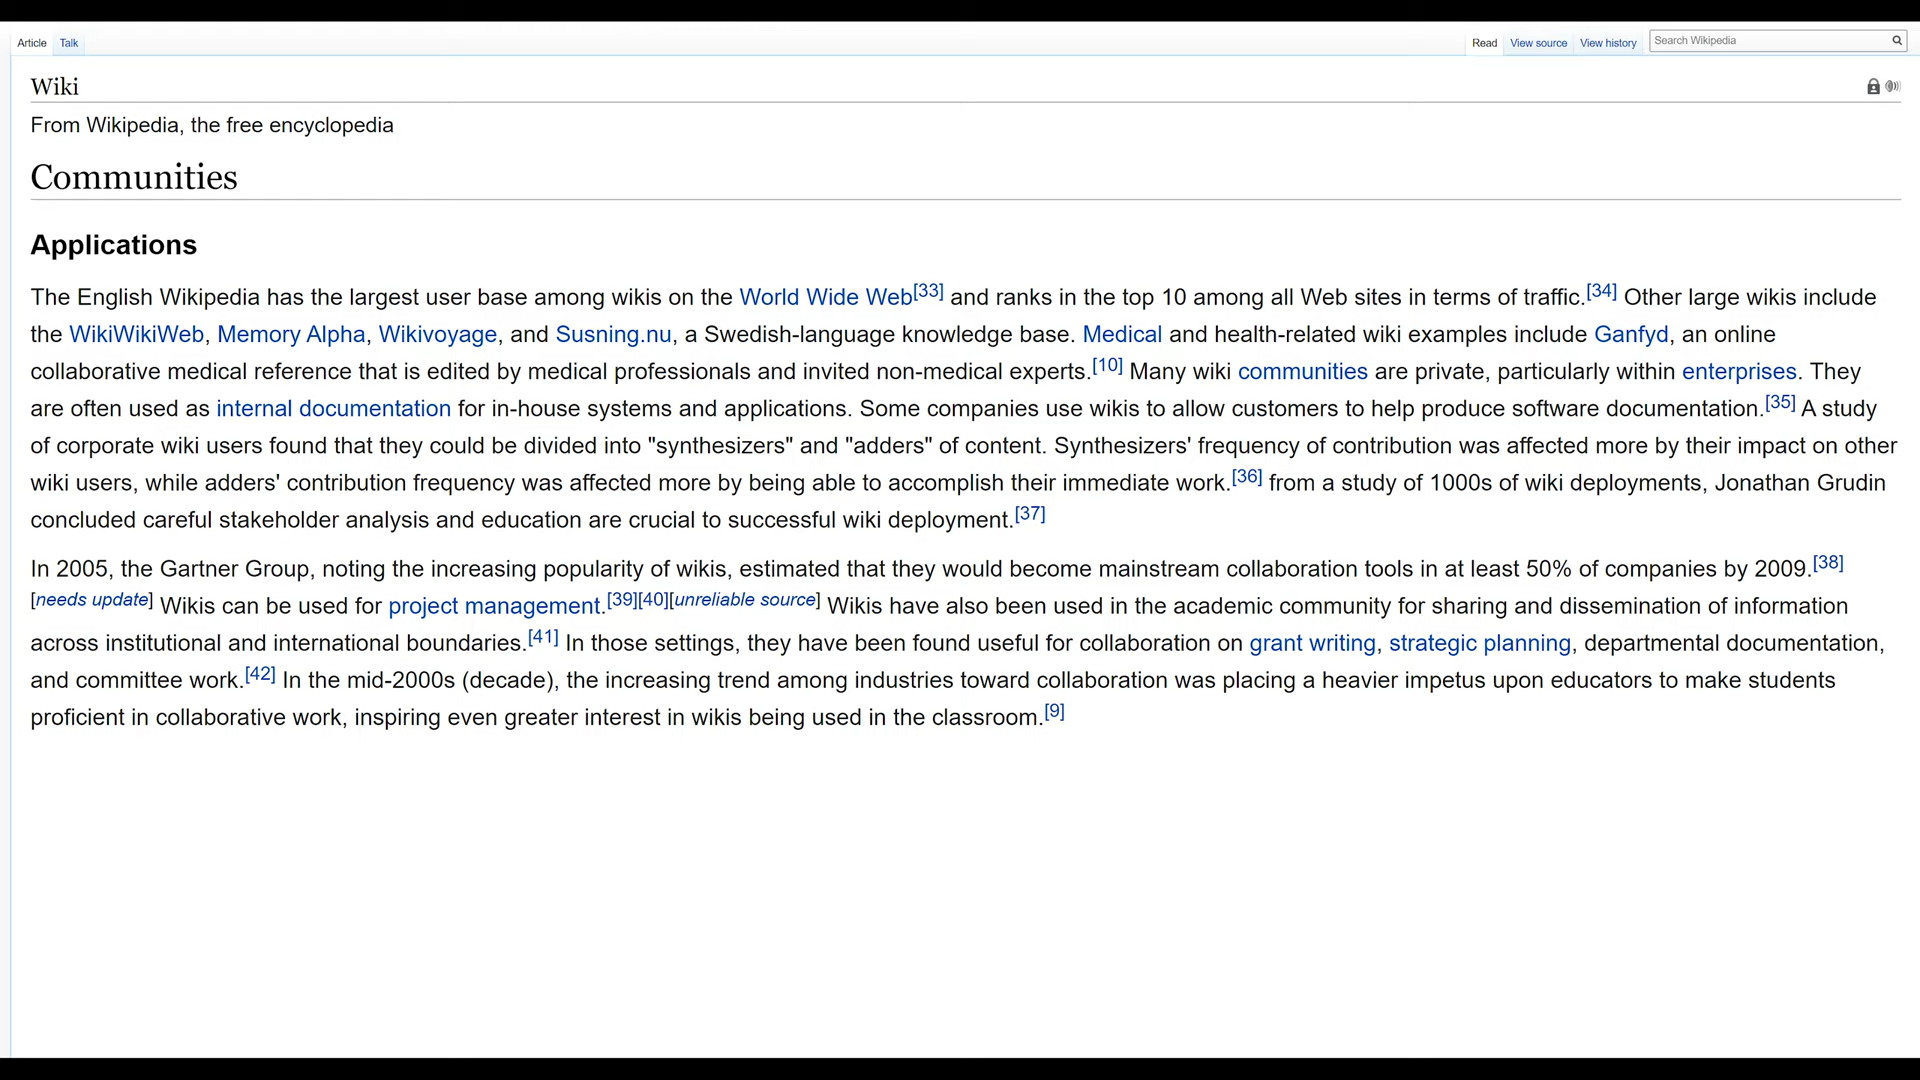 Article Talk Read View source View history Search Wikipedia
Wiki
From Wikipedia, the free encyclopedia
Communities
Applications
The English Wikipedia has the largest user base among wikis on the World Wide Web[33] and ranks in the top 10 among all Web sites in terms of traffic.[34] Other large wikis include
the WikiWikiWeb, Memory Alpha, Wikivoyage, and Susning.nu, a Swedish-language knowledge base. Medical and health-related wiki examples include Ganfyd, an online
collaborative medical reference that is edited by medical professionals and invited non-medical experts.[10] Many wiki communities are private, particularly within enterprises. They
are often used as internal documentation for in-house systems and applications. Some companies use wikis to allow customers to help produce software documentation.[35] A study
of corporate wiki users found that they could be divided into "synthesizers" and "adders" of content. Synthesizers' frequency of contribution was affected more by their impact on other
wiki users, while adders' contribution frequency was affected more by being able to accomplish their immediate work.[36] from a study of 1000s of wiki deployments, Jonathan Grudin
concluded careful stakeholder analysis and education are crucial to successful wiki deployment.[37]
In 2005, the Gartner Group, noting the increasing popularity of wikis, estimated that they would become mainstream collaboration tools in at least 50% of companies by 2009.[38]
[needs update] Wikis can be used for project management.[39][40][unreliable source] Wikis have also been used in the academic community for sharing and dissemination of information
across institutional and international boundaries.[41] In those settings, they have been found useful for collaboration on grant writing, strategic planning, departmental documentation,
and committee work.[42] In the mid-2000s (decade), the increasing trend among industries toward collaboration was placing a heavier impetus upon educators to make students
proficient in collaborative work, inspiring even greater interest in wikis being used in the classroom.[9]